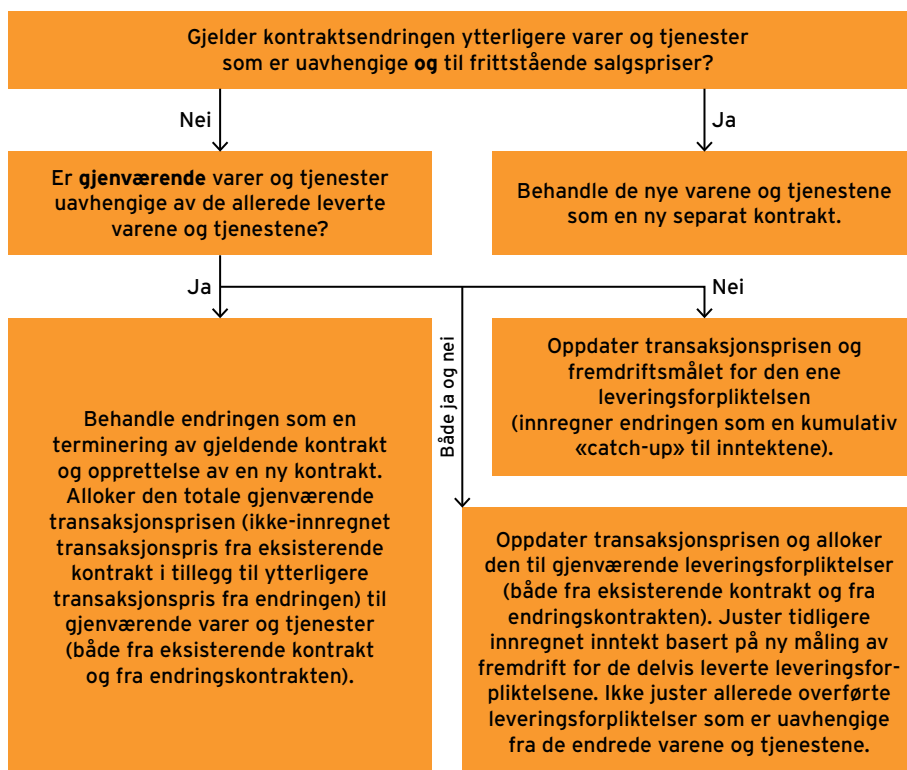 Gjelder kontraktsendringen ytterligere varer og tjenester
som er uavhengige og til frittstående salgspriser?
Nei
Ja
Er gjenværende varer og tjenester
uavhengige av de allerede leverte
varene og tjenestene?
Behandle de nye varene og tjenestene
som en ny separat kontrakt.
Ja
Både ja og nei
Nei
Behandle endringen som en
terminering av gjeldende kontrakt
og opprettelse av en ny kontrakt.
Alloker den totale gjenværende
transaksjonsprisen (ikke-innregnet
transaksjonspris fra eksisterende
kontrakt i tillegg til ytterligere
transaksjonspris fra endringen) til
gjenværende varer og tjenester
(både fra eksisterende kontrakt
og fra endringskontrakten).
Oppdater transaksjonsprisen og
fremdriftsmålet for den ene
leveringsforpliktelsen
(innregner endringen som en kumulativ
«catch-up» til inntektene).
Oppdater transaksjonsprisen og alloker
den til gjenværende leveringsforpliktelser
(både fra eksisterende kontrakt og fra
endringskontrakten). Juster tidligere
innregnet inntekt basert på ny måling av
fremdrift for de delvis leverte leveringsfor-
pliktelsene. Ikke juster allerede overførte
leveringsforpliktelser som er uavhengige
fra de endrede varene og tjenestene.